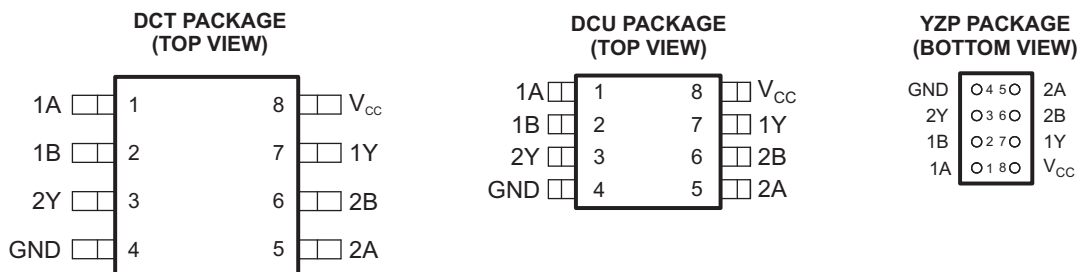 DCT PACKAGE
(TOP VIEW)
1A 1 8 VCC
1B 2 7 1Y
2Y 3 6 2B
GND 4 5 2A
DCU PACKAGE
(TOP VIEW)
1A 1 8 VCC
1B 2 7 1Y
2Y 3 6 2B
GND 4 5 2A
YZP PACKAGE
(BOTTOM VIEW)
GND 4 5 2A
2Y 3 6 2B
1B 2 7 1Y
1A 1 8 VCC